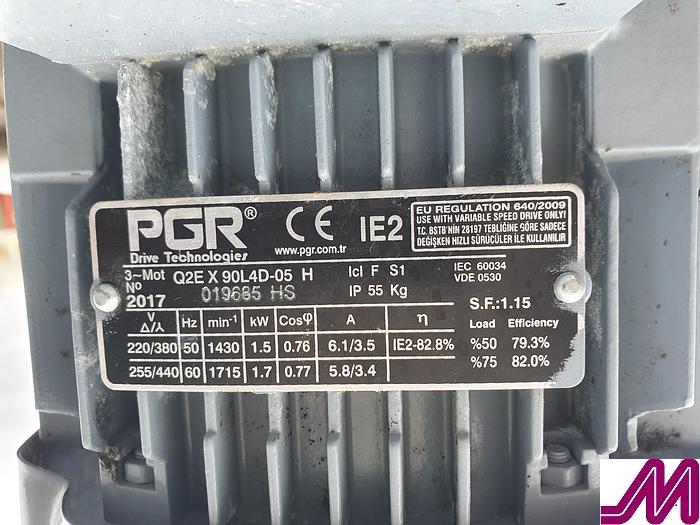 PGR® CE IE2
Drive Technologies www.pgr.com.tr
EU REGULATION 640/2009
USE WITH VARIABLE SPEED DRIVE ONLY!
T.C. BSTB'NIN 28197 TEBLİĞİNE GÖRE SADECE
DEĞİŞKEN HIZLI SÜRÜCÜLER İLE KULLANILIR
3~Mot Q2E X 90L4D-05 H Icl F S1 IEC 60034
Nº 019685 HS IP 55 Kg VDE 0530
2017 S.F.:1.15
V Δ/⅄ Hz min⁻¹ kW Cosφ A η Load Efficiency
220/380 50 1430 1.5 0.76 6.1/3.5 IE2-82.8% %50 79.3%
255/440 60 1715 1.7 0.77 5.8/3.4 %75 82.0%
M